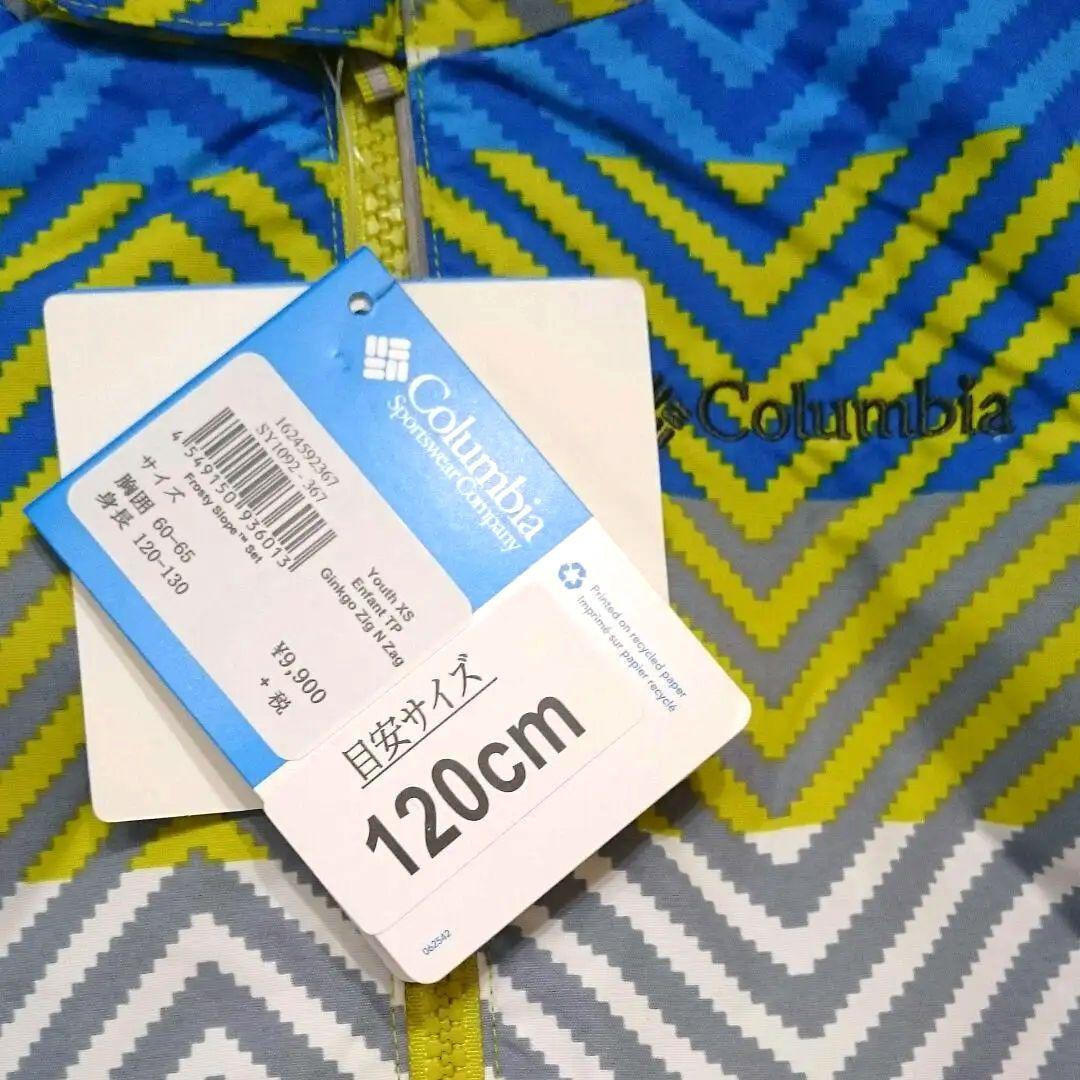 Columbia
Sportswear Company
1624592367
SY1092-367
4 549150 936013
Frosty Slope™ Set
サイズ
胸囲 60-65
身長 120-130
Youth XS
Enfant TP
Ginkgo Zig N Zag
¥9,900
+ 税
目安サイズ
120cm
Printed on recycled paper
Imprimé sur papier recyclé
062542
Columbia